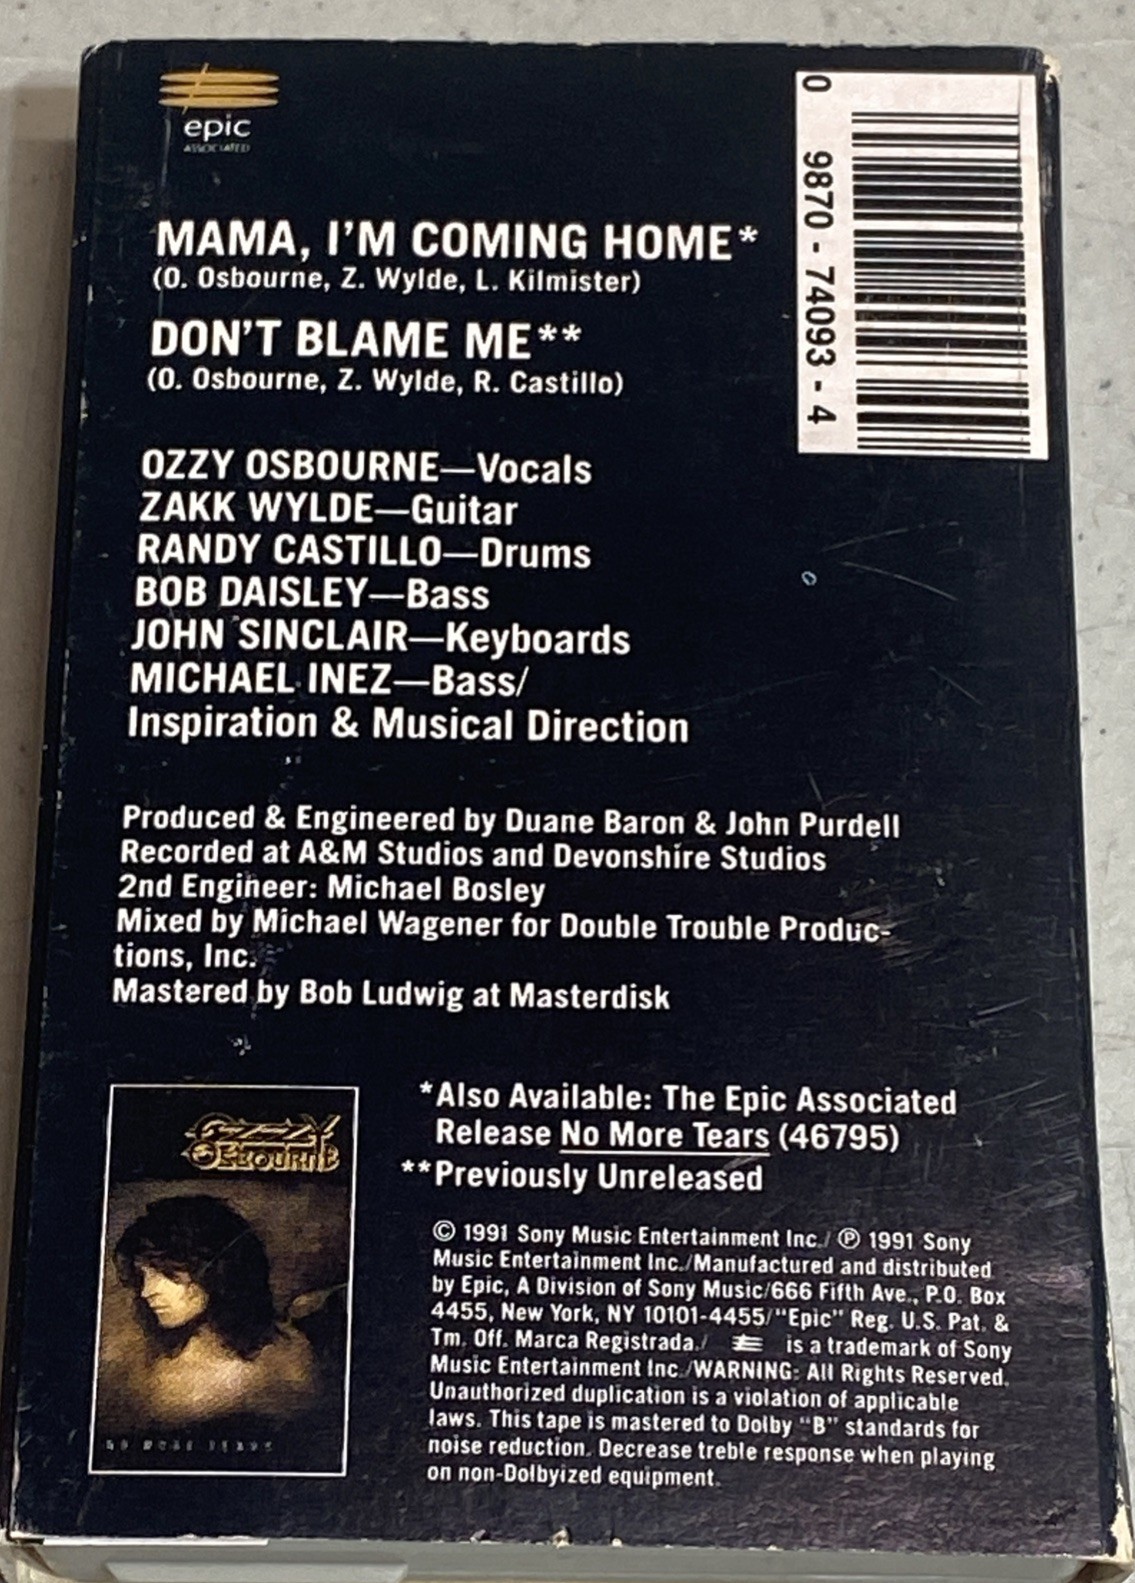 epic
ASSOCIATED
0 9870 - 74093 - 4
MAMA, I'M COMING HOME*
(O. Osbourne, Z. Wylde, L. Kilmister)
DON'T BLAME ME**
(O. Osbourne, Z. Wylde, R. Castillo)
OZZY OSBOURNE—Vocals
ZAKK WYLDE—Guitar
RANDY CASTILLO—Drums
BOB DAISLEY—Bass
JOHN SINCLAIR—Keyboards
MICHAEL INEZ—Bass/
Inspiration & Musical Direction
Produced & Engineered by Duane Baron & John Purdell
Recorded at A&M Studios and Devonshire Studios
2nd Engineer: Michael Bosley
Mixed by Michael Wagener for Double Trouble Produc-
tions, Inc.
Mastered by Bob Ludwig at Masterdisk
OZZY
OSBOURNE
NO MORE TEARS
*Also Available: The Epic Associated
Release No More Tears (46795)
**Previously Unreleased
© 1991 Sony Music Entertainment Inc./ ℗ 1991 Sony
Music Entertainment Inc./Manufactured and distributed
by Epic, A Division of Sony Music/666 Fifth Ave., P.O. Box
4455, New York, NY 10101-4455/"Epic" Reg. U.S. Pat. &
Tm. Off. Marca Registrada./ is a trademark of Sony
Music Entertainment Inc./WARNING: All Rights Reserved.
Unauthorized duplication is a violation of applicable
laws. This tape is mastered to Dolby "B" standards for
noise reduction. Decrease treble response when playing
on non-Dolbyized equipment.